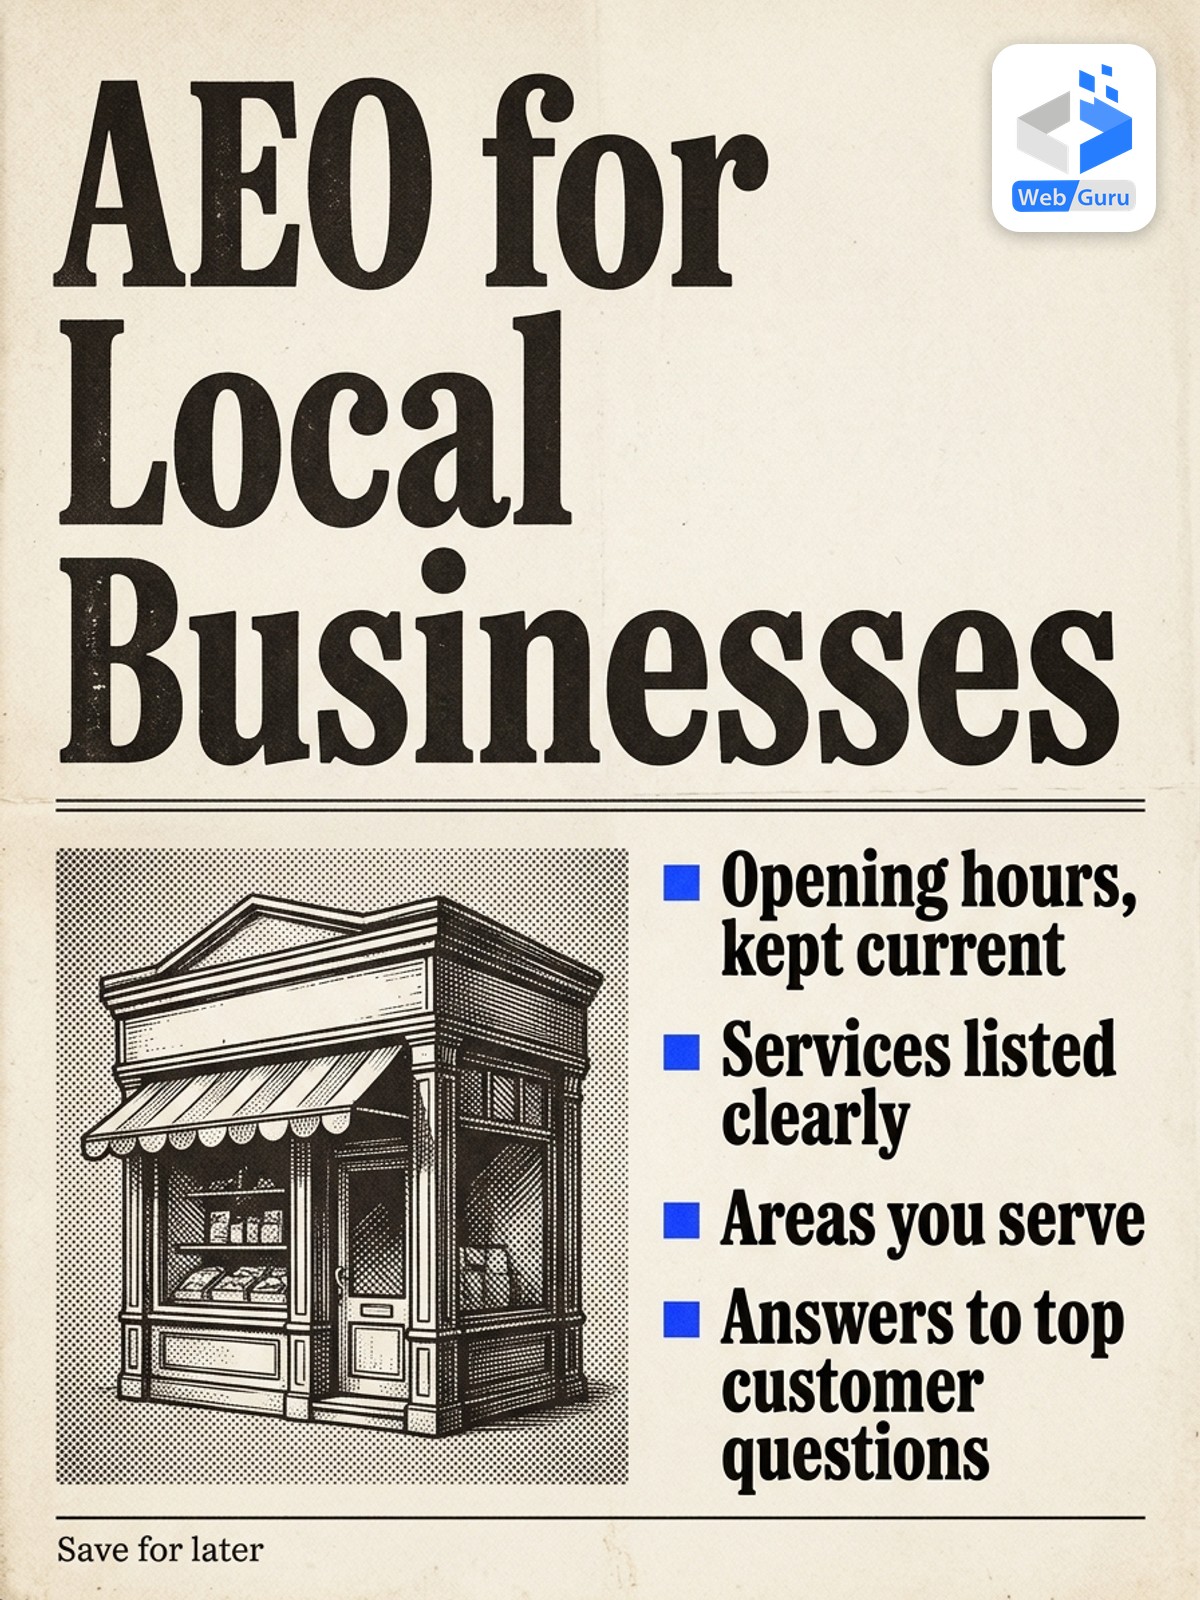 AEO for
Local
Businesses
Web Guru
Opening hours,
kept current
Services listed
clearly
Areas you serve
Answers to top
customer
questions
Save for later